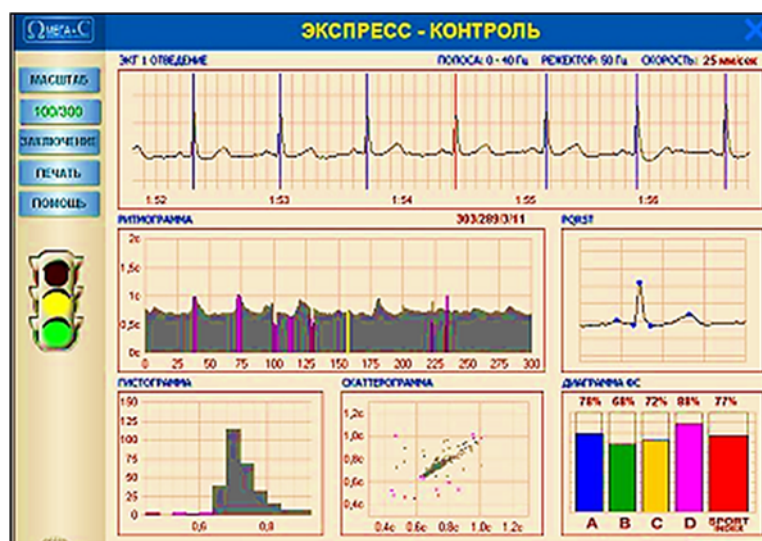 Омега-С
ЭКСПРЕСС - КОНТРОЛЬ
МАСШТАБ
100/300
ЗАКЛЮЧЕНИЕ
ПЕЧАТЬ
ПОМОЩЬ
ЭКГ 1 ОТВЕДЕНИЕ ПОЛОСА: 0 - 40 Гц РЕЖЕКТОР: 50 Гц СКОРОСТЬ: 25 мм/сек
1:52 1:53 1:54 1:55 1:56
РИТМОГРАММА 303/289/3/11
2с
1,5с
1с
0,5с
0с
0 25 50 75 100 125 150 175 200 225 250 275 300
PQRST
ГИСТОГРАММА
150
125
100
75
50
25
0
0,6 0,8
СКАТТЕРОГРАММА
1,2с
1,0с
0,8с
0,6с
0,4с
0.4с 0.6с 0.8с 1.0с 1.2с
ДИАГРАММА ФС
78% 68% 72% 88% 77%
A B C D SPORT INDEX